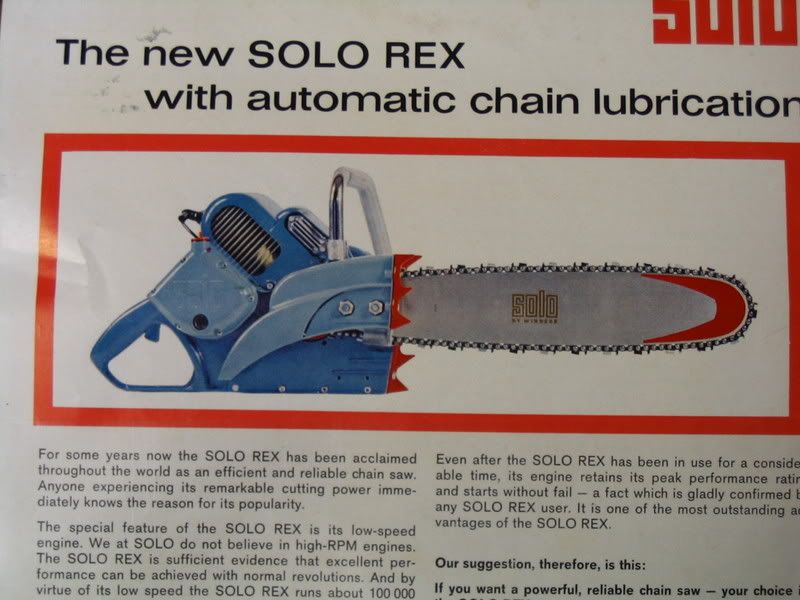 solo
The new SOLO REX
with automatic chain lubrication
solo
BY WINDERS
For some years now the SOLO REX has been acclaimed
throughout the world as an efficient and reliable chain saw.
Anyone experiencing its remarkable cutting power imme-
diately knows the reason for its popularity.
The special feature of the SOLO REX is its low-speed
engine. We at SOLO do not believe in high-RPM engines.
The SOLO REX is sufficient evidence that excellent per-
formance can be achieved with normal revolutions. And by
virtue of its low speed the SOLO REX runs about 100 000
Even after the SOLO REX has been in use for a consider-
able time, its engine retains its peak performance rating
and starts without fail – a fact which is gladly confirmed b
any SOLO REX user. It is one of the most outstanding ad
vantages of the SOLO REX.
Our suggestion, therefore, is this:
If you want a powerful, reliable chain saw – your choice i